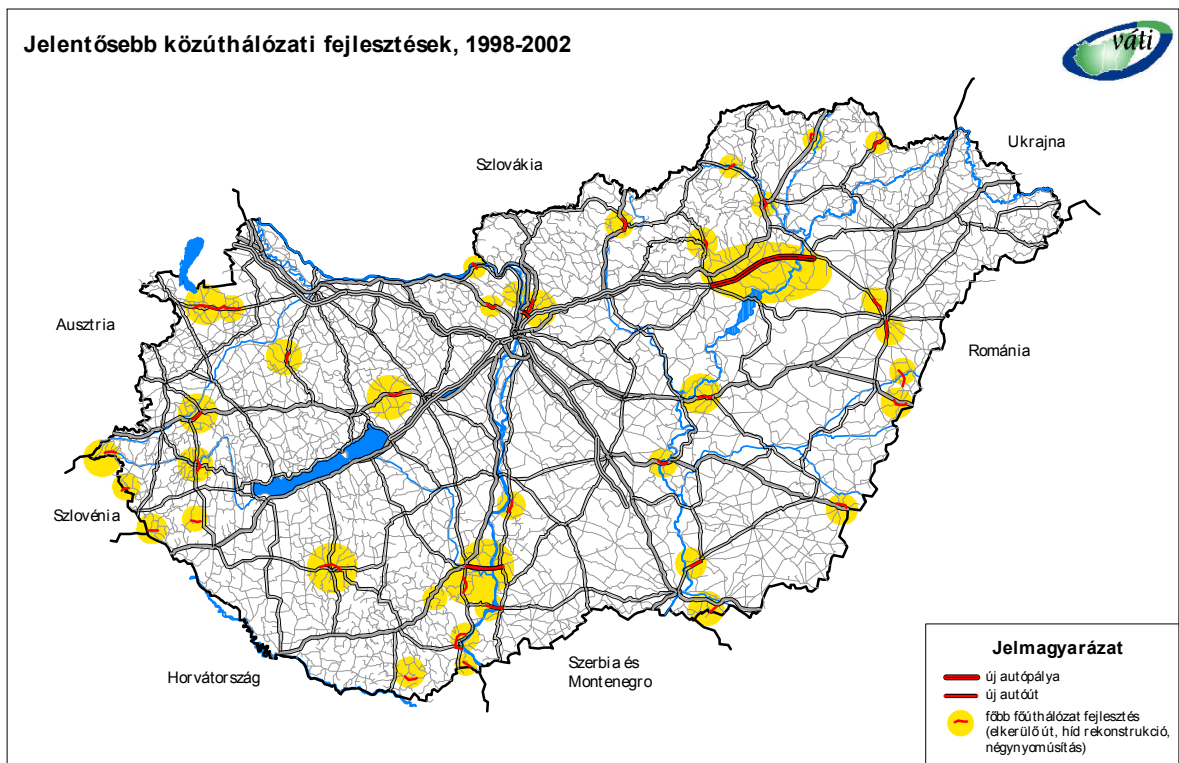 Jelentősebb közúthálózati fejlesztések, 1998-2002
váti
Ukrajna
Szlovákia
Ausztria
Románia
Szlovénia
Horvátország
Szerbia és
Montenegro
Jelmagyarázat
új autópálya
új autóút
főbb főúthálózat fejlesztés
(elkerülő út, híd rekonstrukció,
négynyomúsítás)